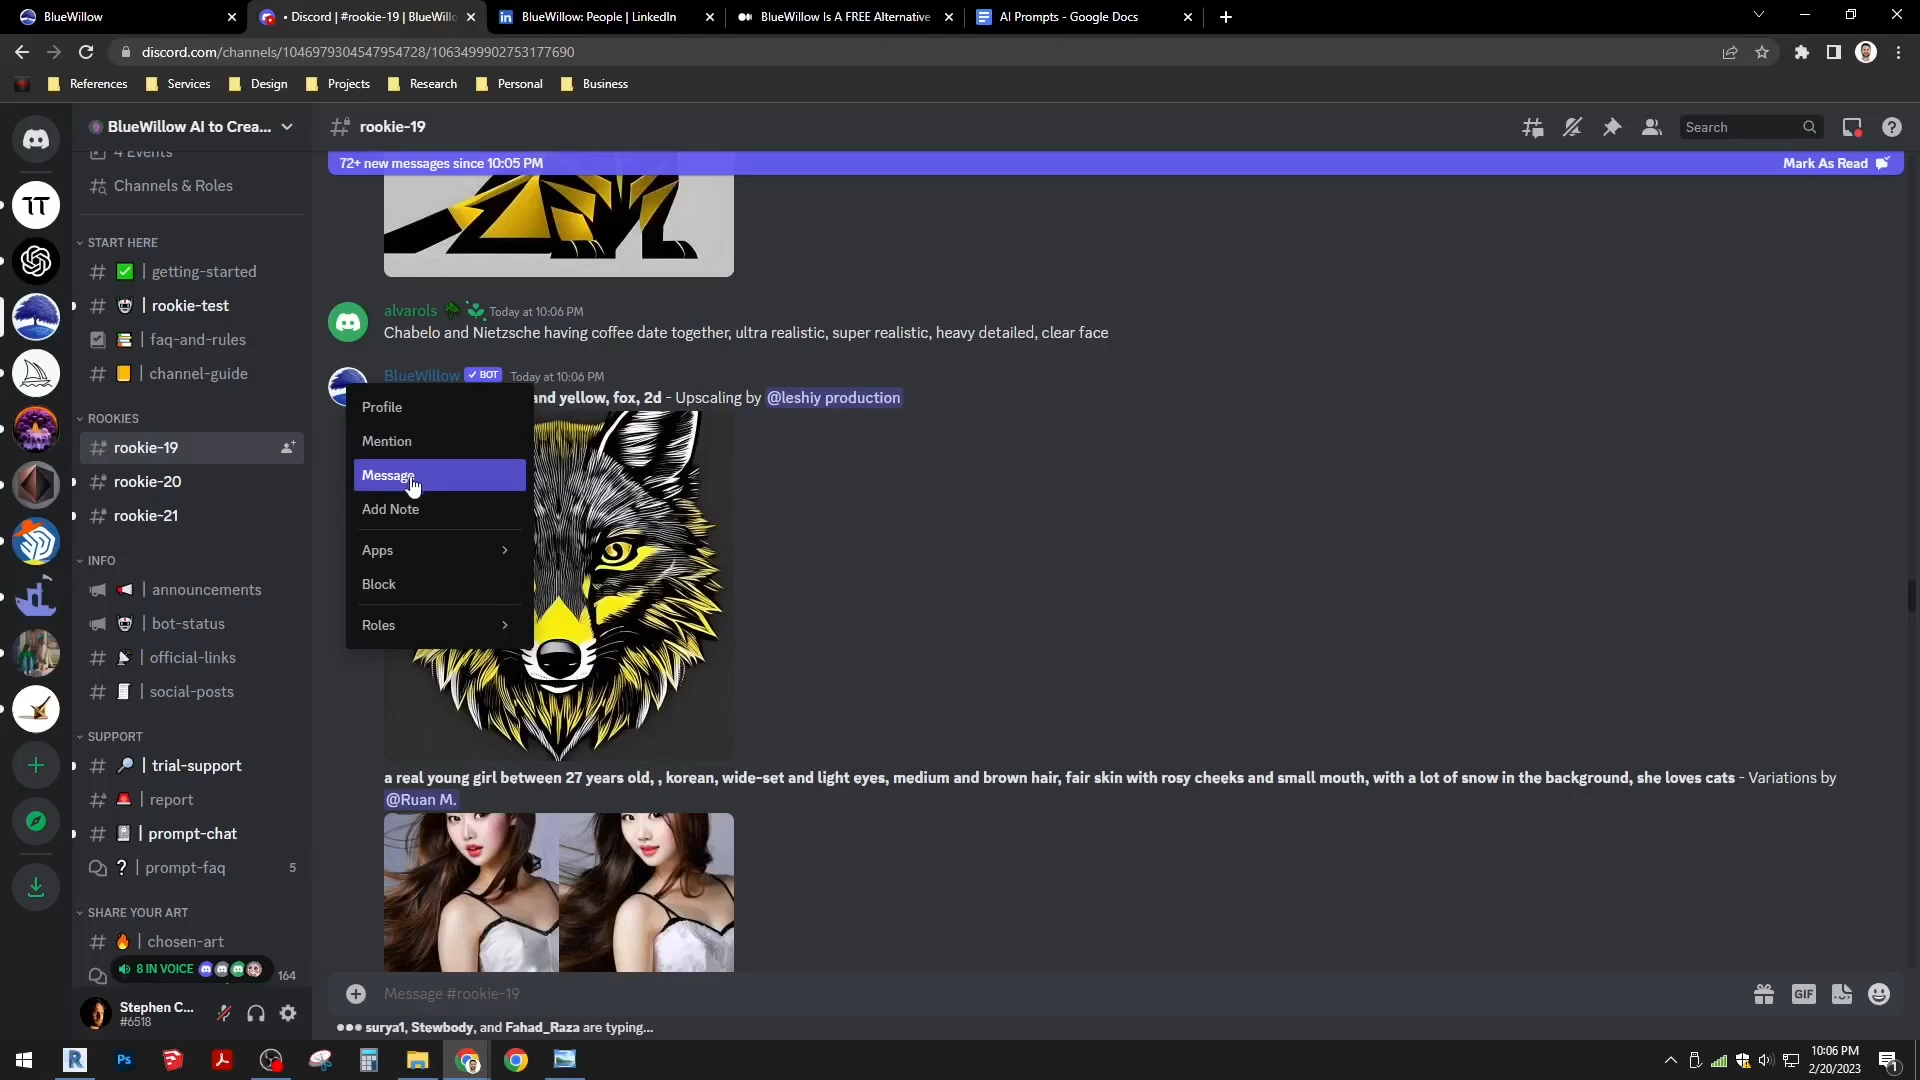 BlueWillow
• Discord | #rookie-19 | BlueWillo
BlueWillow: People | LinkedIn
BlueWillow Is A FREE Alternative
AI Prompts - Google Docs
discord.com/channels/1046979304547954728/1063499902753177690
References Services Design Projects Research Personal Business
BlueWillow AI to Crea...
4 Events
Channels & Roles
START HERE
| getting-started
| rookie-test
| faq-and-rules
| channel-guide
ROOKIES
rookie-19
rookie-20
rookie-21
INFO
| announcements
| bot-status
| official-links
| social-posts
SUPPORT
| trial-support
| report
| prompt-chat
? | prompt-faq 5
SHARE YOUR ART
| chosen-art
8 IN VOICE 164
Stephen C...
#6518
rookie-19
Search
72+ new messages since 10:05 PM Mark As Read
alvarols Today at 10:06 PM
Chabelo and Nietzsche having coffee date together, ultra realistic, super realistic, heavy detailed, clear face
BlueWillow ✓ BOT Today at 10:06 PM
and yellow, fox, 2d - Upscaling by @leshiy production
Profile
Mention
Message
Add Note
Apps
Block
Roles
a real young girl between 27 years old, , korean, wide-set and light eyes, medium and brown hair, fair skin with rosy cheeks and small mouth, with a lot of snow in the background, she loves cats - Variations by
@Ruan M.
Message #rookie-19
GIF
surya1, Stewbody, and Fahad_Raza are typing...
R
Ps
10:06 PM
2/20/2023
1